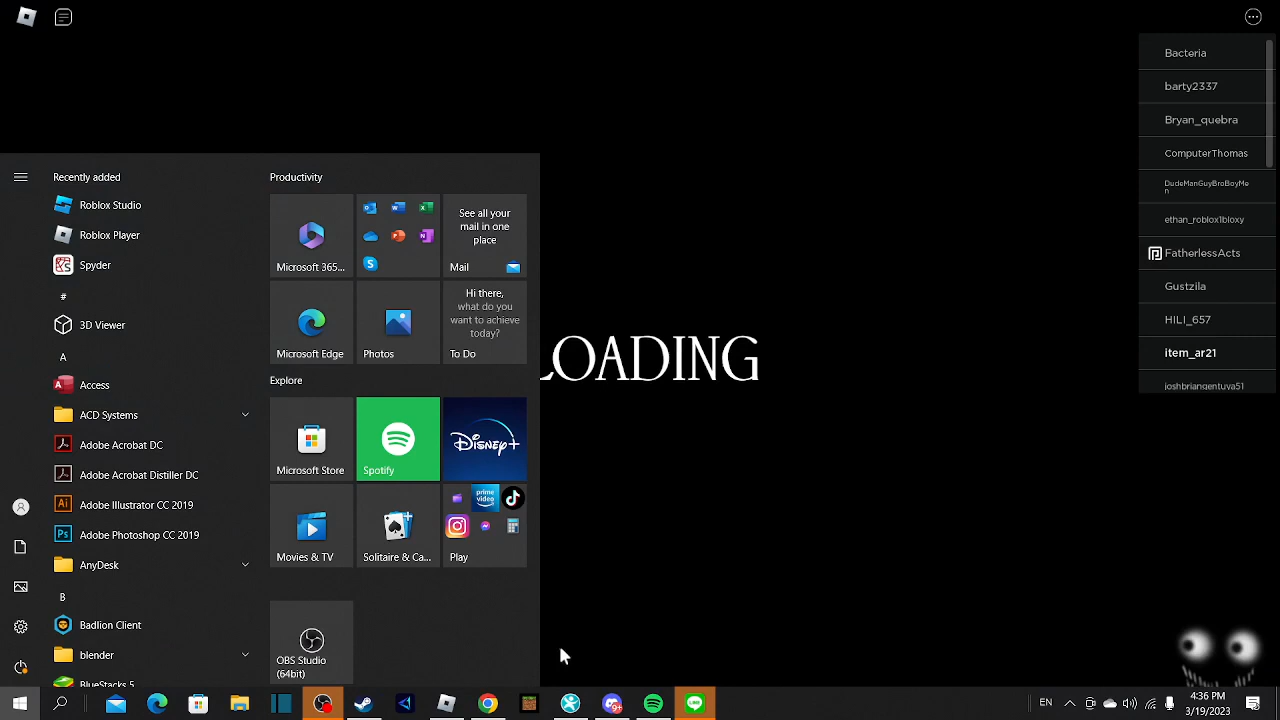 Recently added
Roblox Studio
Roblox Player
Spyder
#
3D Viewer
A
Access
ACD Systems
Adobe Acrobat DC
Adobe Acrobat Distiller DC
Adobe Illustrator CC 2019
Adobe Photoshop CC 2019
AnyDesk
B
Badlion Client
blender
BlueStacks 5
Productivity
Microsoft 365...
See all your
mail in one
place
Mail
Microsoft Edge
Photos
Hi there,
what do you
want to achieve
today?
To Do
Explore
Microsoft Store
Spotify
Disney+
Movies & TV
Solitaire & Ca...
prime
video
Play
OBS Studio
(64bit)
LOADING
Bacteria
barty2337
Bryan_quebra
ComputerThomas
DudeManGuyBroBoyMe
n
ethan_roblox1bloxy
FatherlessActs
Gustzila
HILI_657
item_ar21
joshbriangentuva51
EN
4:36 PM
3/19/2023